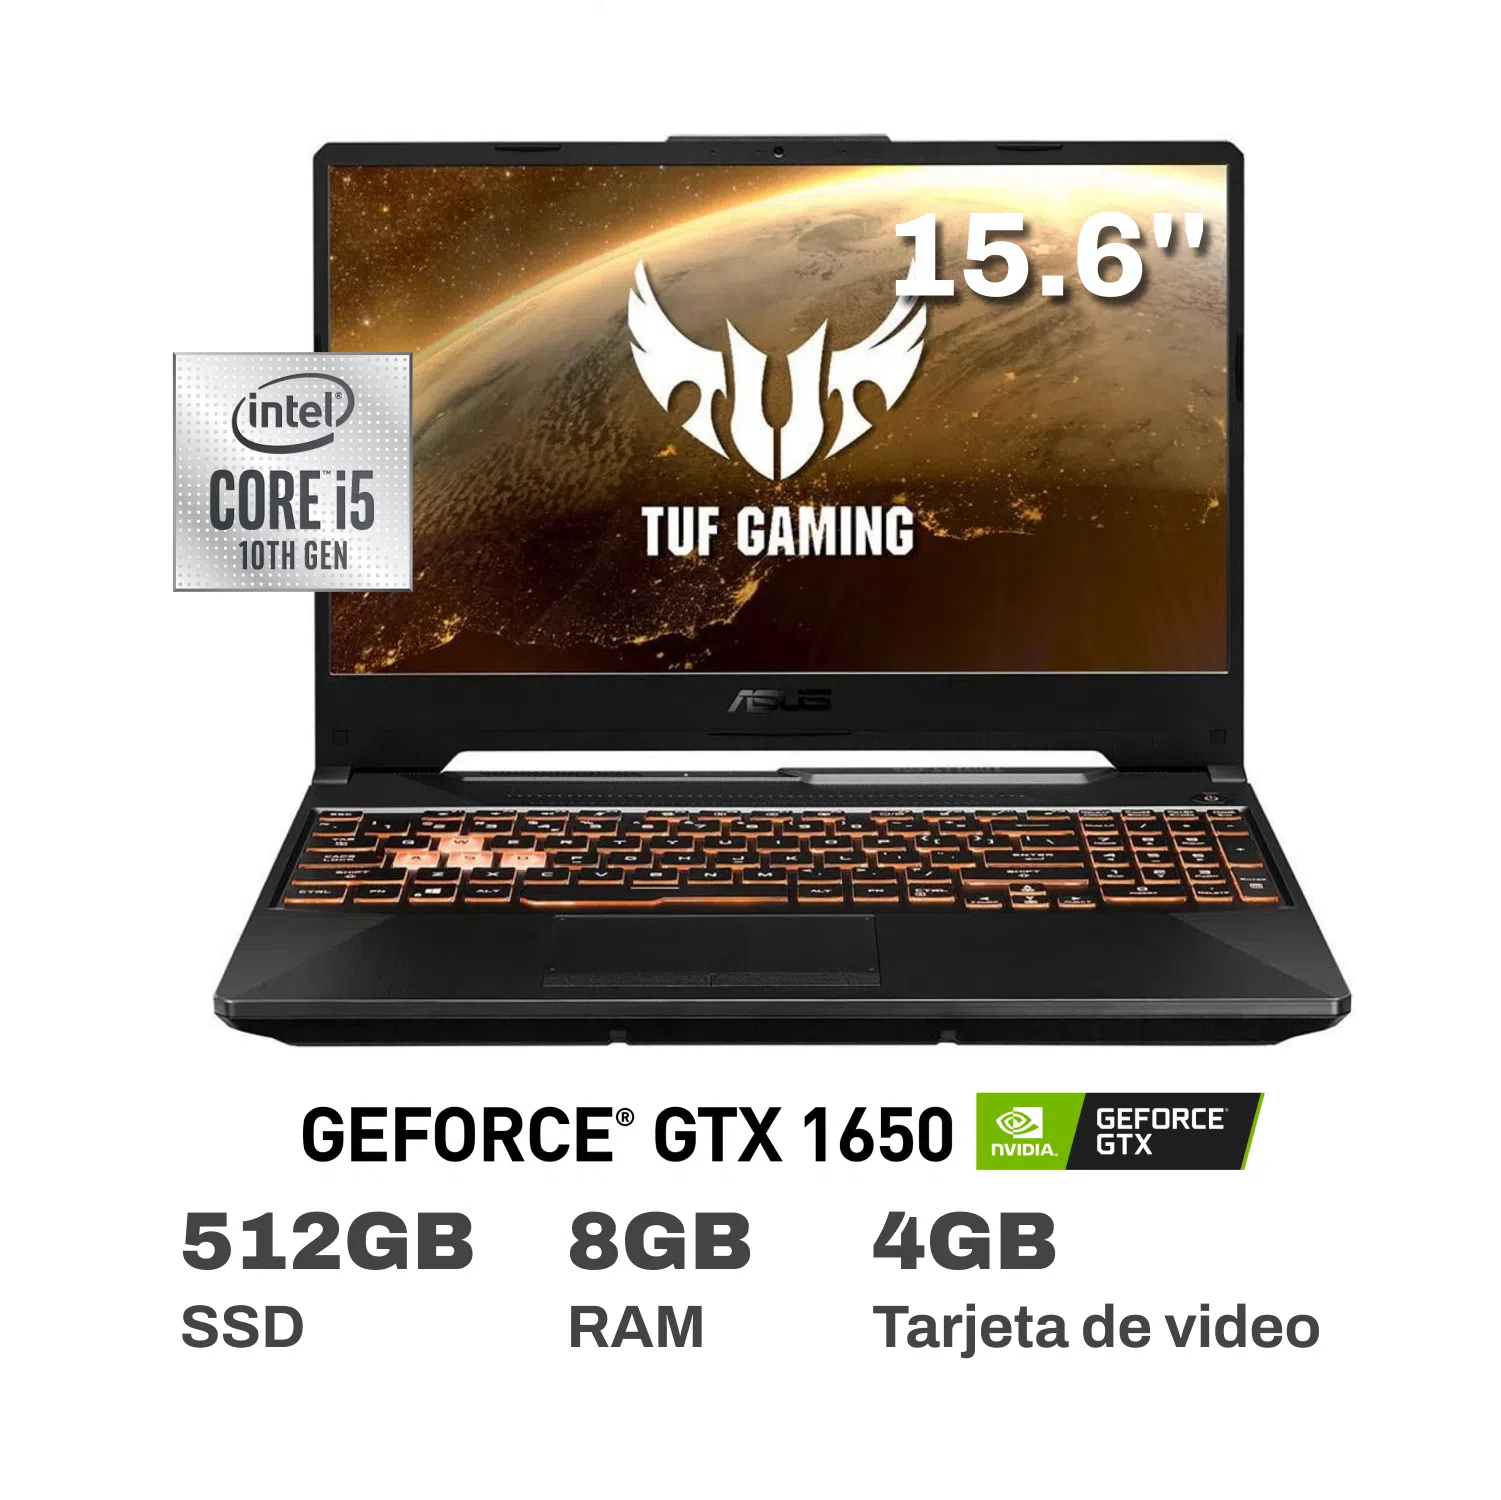 15.6"
intel®
CORE™ i5
10TH GEN
TUF GAMING
ASUS
GEFORCE® GTX 1650
NVIDIA.
GEFORCE®
GTX
512GB 8GB 4GB
SSD RAM Tarjeta de video